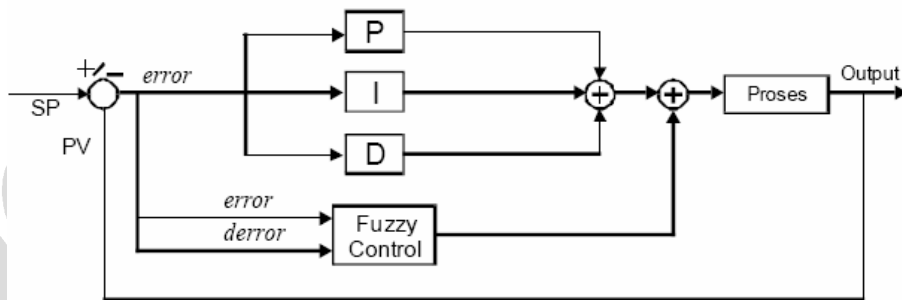 P
+/-
error
I
+
+
Proses
Output
SP
PV
D
error
derror
Fuzzy
Control